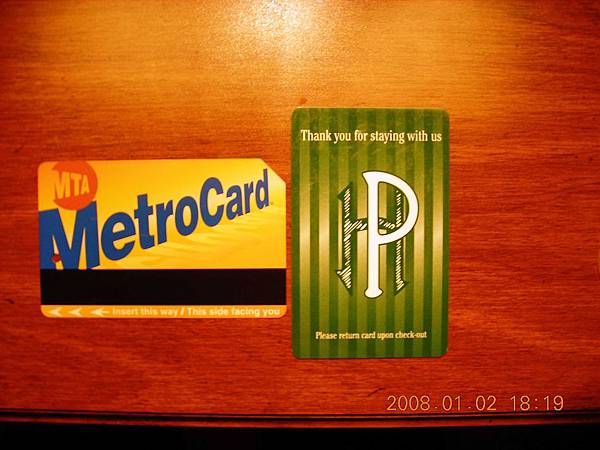 MTA
MetroCard
Insert this way / This side facing you
Thank you for staying with us
HP
Please return card upon check-out
2008.01.02 18:19